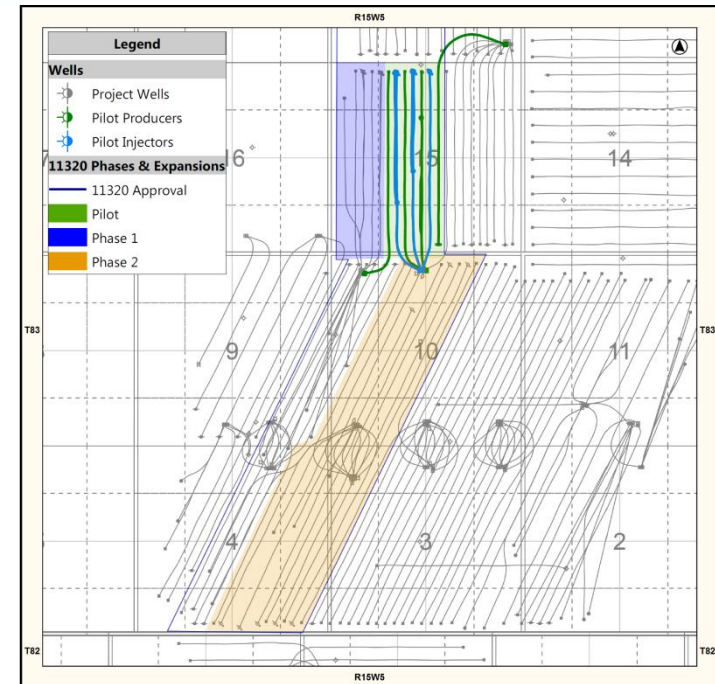 R15W5
Legend
Wells
Project Wells
Pilot Producers
Pilot Injectors
11320 Phases & Expansions
11320 Approval
Pilot
Phase 1
Phase 2
16
15
14
T83
T83
9
10
11
4
3
2
T82
T82
R15W5